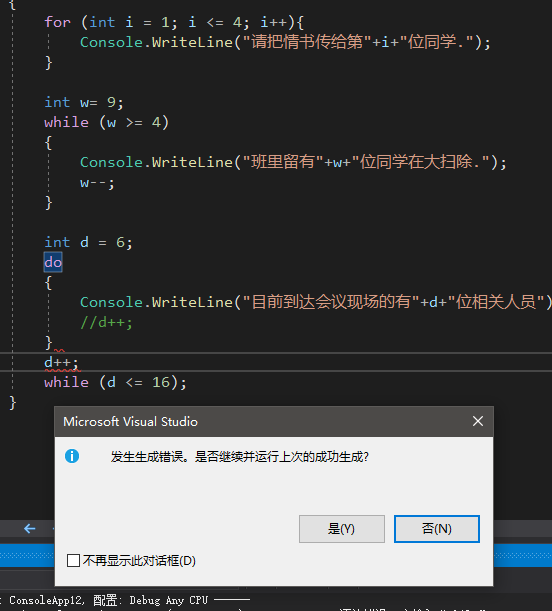 {
for (int i = 1; i <= 4; i++){
Console.WriteLine("请把情书传给第"+i+"位同学.");
}
int w= 9;
while (w >= 4)
{
Console.WriteLine("班里留有"+w+"位同学在大扫除.");
w--;
}
int d = 6;
do
{
Console.WriteLine("目前到达会议现场的有"+d+"位相关人员")
//d++;
}
d++;
while (d <= 16);
}
Microsoft Visual Studio
发生生成错误。是否继续并运行上次的成功生成?
是(Y)
否(N)
不再显示此对话框(D)
: ConsoleApp12, 配置: Debug Any CPU ------